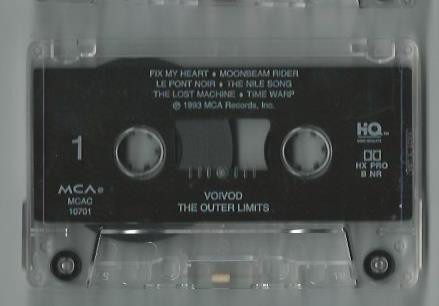 FIX MY HEART • MOONBEAM RIDER
LE PONT NOIR • THE NILE SONG
THE LOST MACHINE • TIME WARP
℗ 1993 MCA Records, Inc.
1
HQ
HX PRO
B NR
MCA®
MCAC
10701
VOIVOD
THE OUTER LIMITS